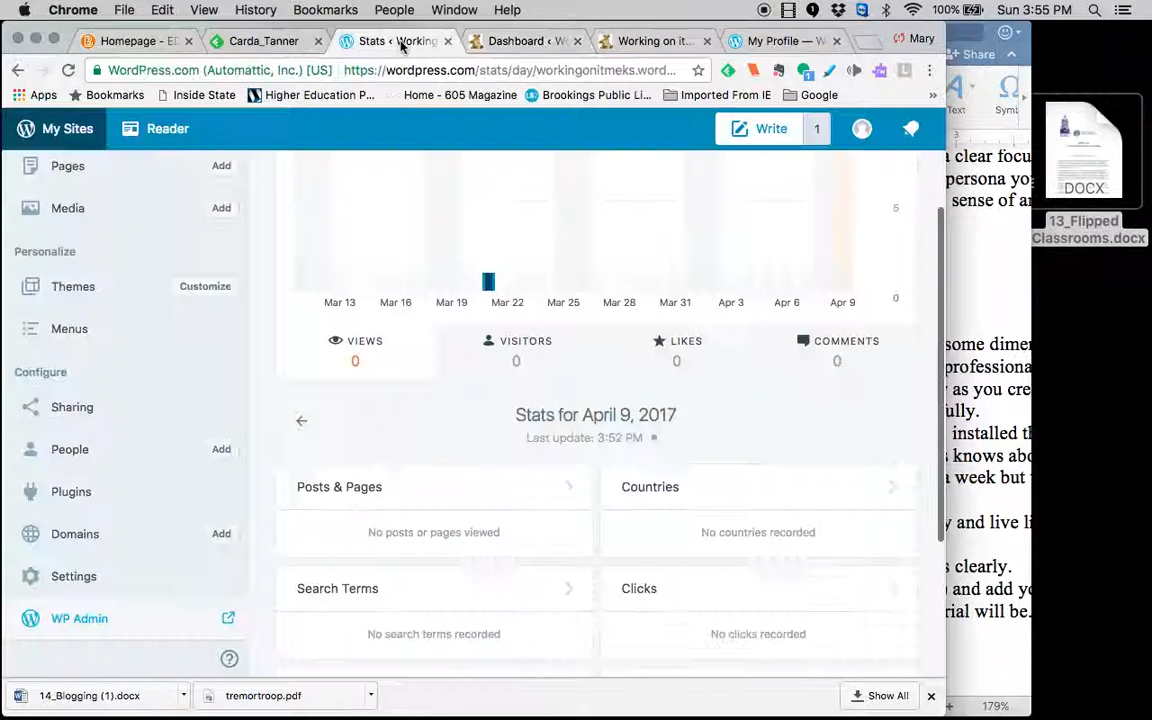 Chrome File Edit View History Bookmarks People Window Help
100% Sun 3:55 PM
Homepage - ED
Carda_Tanner
Stats ‹ Working
Dashboard ‹ W
Working on it...
My Profile — W
Mary
Share
WordPress.com (Automattic, Inc.) [US] https://wordpress.com/stats/day/workingonitmeks.word...
Apps Bookmarks Inside State Higher Education P... Home - 605 Magazine Brookings Public Li... Imported From IE Google »
Text
My Sites Reader Write 1
3
Pages Add
Media Add
Personalize
Themes Customize
Menus
Configure
Sharing
People Add
Plugins
Domains Add
Settings
WP Admin
5
0
Mar 13 Mar 16 Mar 19 Mar 22 Mar 25 Mar 28 Mar 31 Apr 3 Apr 6 Apr 9
VIEWS VISITORS LIKES COMMENTS
0 0 0 0
Stats for April 9, 2017
Last update: 3:52 PM
Posts & Pages Countries
No posts or pages viewed No countries recorded
Search Terms Clicks
No search terms recorded No clicks recorded
a clear focu
persona yo
sense of an
some dimen
professiona
y as you cre
ully.
installed th
s knows abo
a week but
y and live li
s clearly.
) and add yo
rial will be.
DOCX
13_Flipped
Classrooms.docx
14_Blogging (1).docx tremortroop.pdf Show All
179%